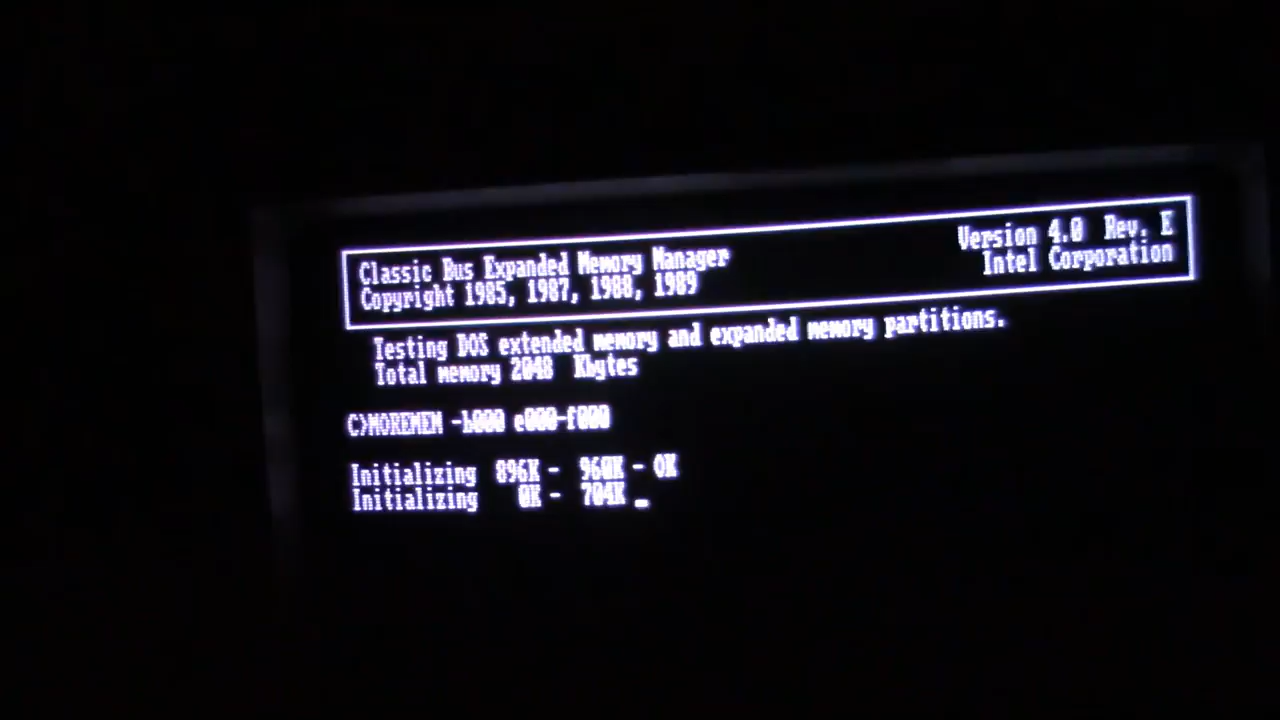 Classic Bus Expanded Memory Manager Version 4.0 Rev. E
Copyright 1985, 1987, 1988, 1989 Intel Corporation
Testing DOS extended memory and expanded memory partitions.
Total memory 2048 Kbytes
C>MOREMEM -b000 e000-f000
Initializing 896K - 960K - OK
Initializing 0K - 704K _